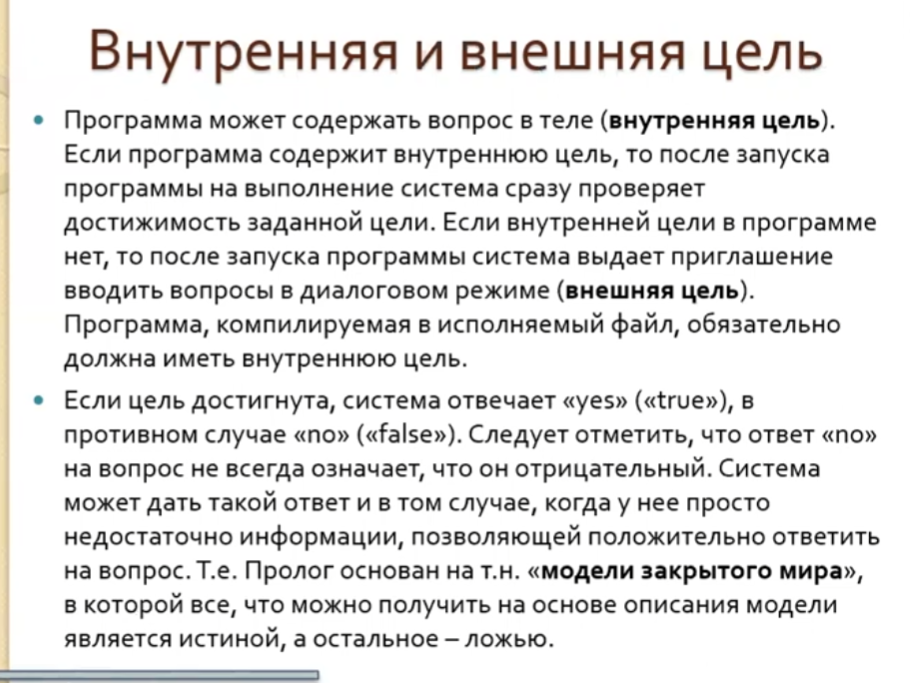 Внутренняя и внешняя цель
• Программа может содержать вопрос в теле (внутренняя цель).
Если программа содержит внутреннюю цель, то после запуска
программы на выполнение система сразу проверяет
достижимость заданной цели. Если внутренней цели в программе
нет, то после запуска программы система выдает приглашение
вводить вопросы в диалоговом режиме (внешняя цель).
Программа, компилируемая в исполняемый файл, обязательно
должна иметь внутреннюю цель.
• Если цель достигнута, система отвечает «yes» («true»), в
противном случае «no» («false»). Следует отметить, что ответ «no»
на вопрос не всегда означает, что он отрицательный. Система
может дать такой ответ и в том случае, когда у нее просто
недостаточно информации, позволяющей положительно ответить
на вопрос. Т.е. Пролог основан на т.н. «модели закрытого мира»,
в которой все, что можно получить на основе описания модели
является истиной, а остальное – ложью.